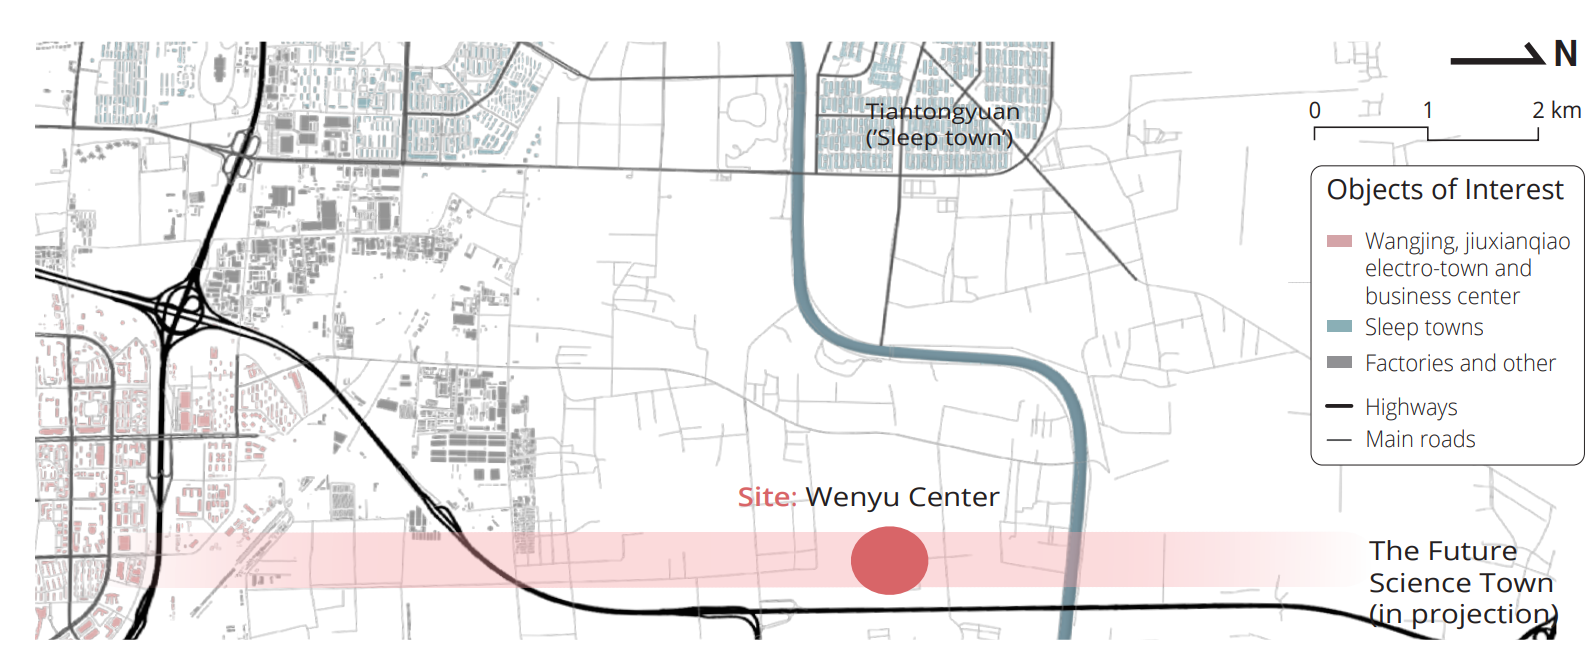 N
0 1 2 km
Tiantongyuan
('Sleep town')
Objects of Interest
Wangjing, jiuxianqiao
electro-town and
business center
Sleep towns
Factories and other
Highways
Main roads
Site: Wenyu Center
The Future
Science Town
(in projection)